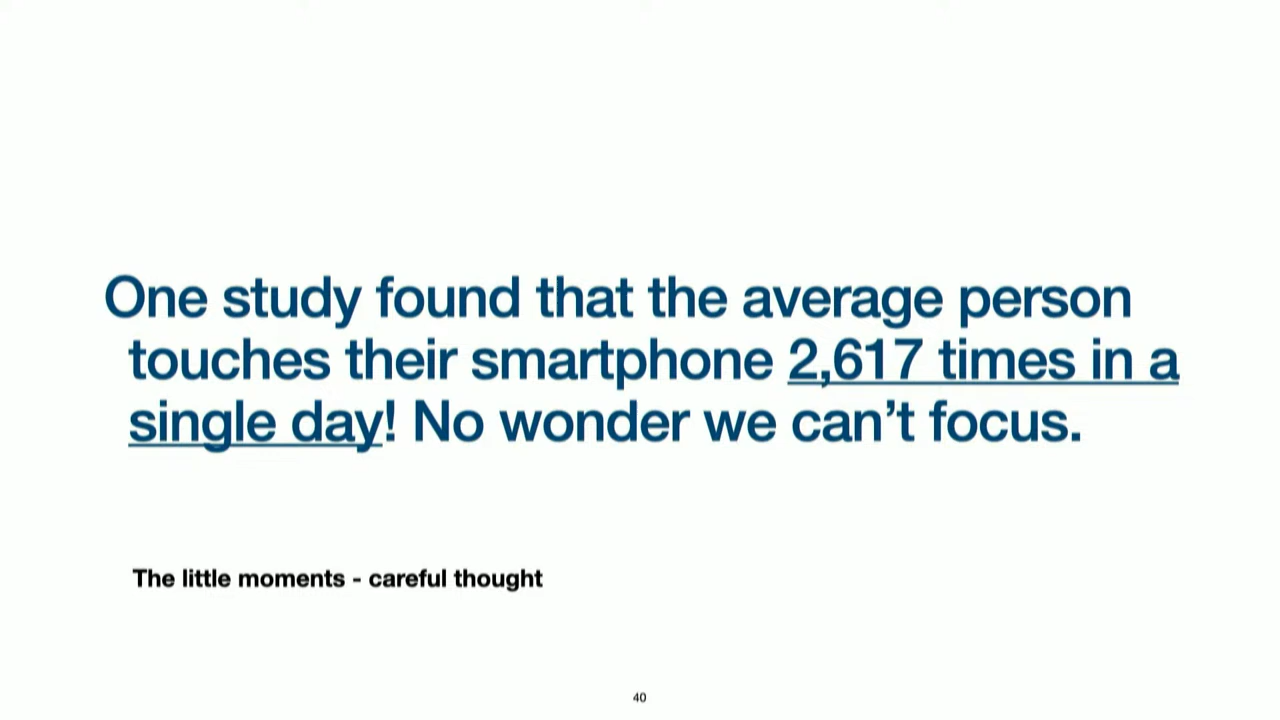 One study found that the average person
touches their smartphone 2,617 times in a
single day! No wonder we can’t focus.
The little moments - careful thought
40